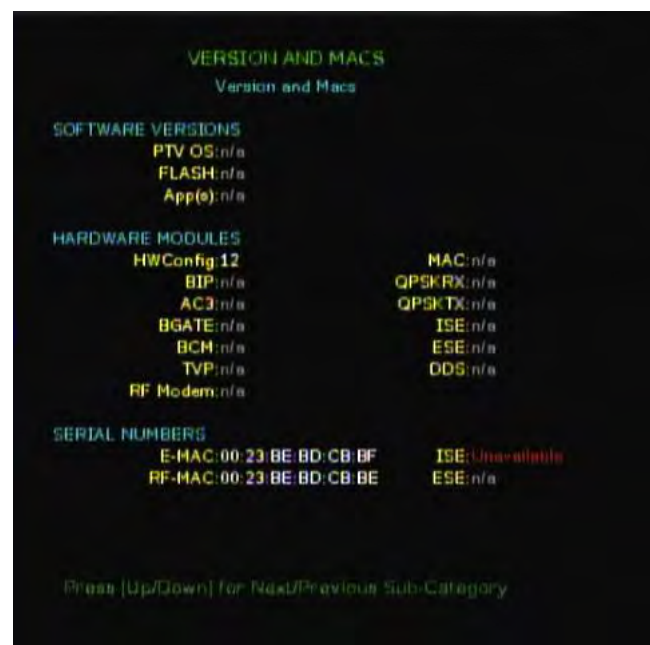 VERSION AND MACS
Version and Macs
SOFTWARE VERSIONS
PTV OS:n/a
FLASH:n/a
App(s):n/a
HARDWARE MODULES
HWConfig:12 MAC:n/a
BIP:n/a QPSKRX:n/a
AC3:n/a QPSKTX:n/a
BGATE:n/a ISE:n/a
BCM:n/a ESE:n/a
TVP:n/a DDS:n/a
RF Modem:n/a
SERIAL NUMBERS
E-MAC:00:23:BE:BD:CB:BF ISE:Unavailable
RF-MAC:00:23:BE:BD:CB:BE ESE:n/a
Press [Up/Down] for Next/Previous Sub-Category